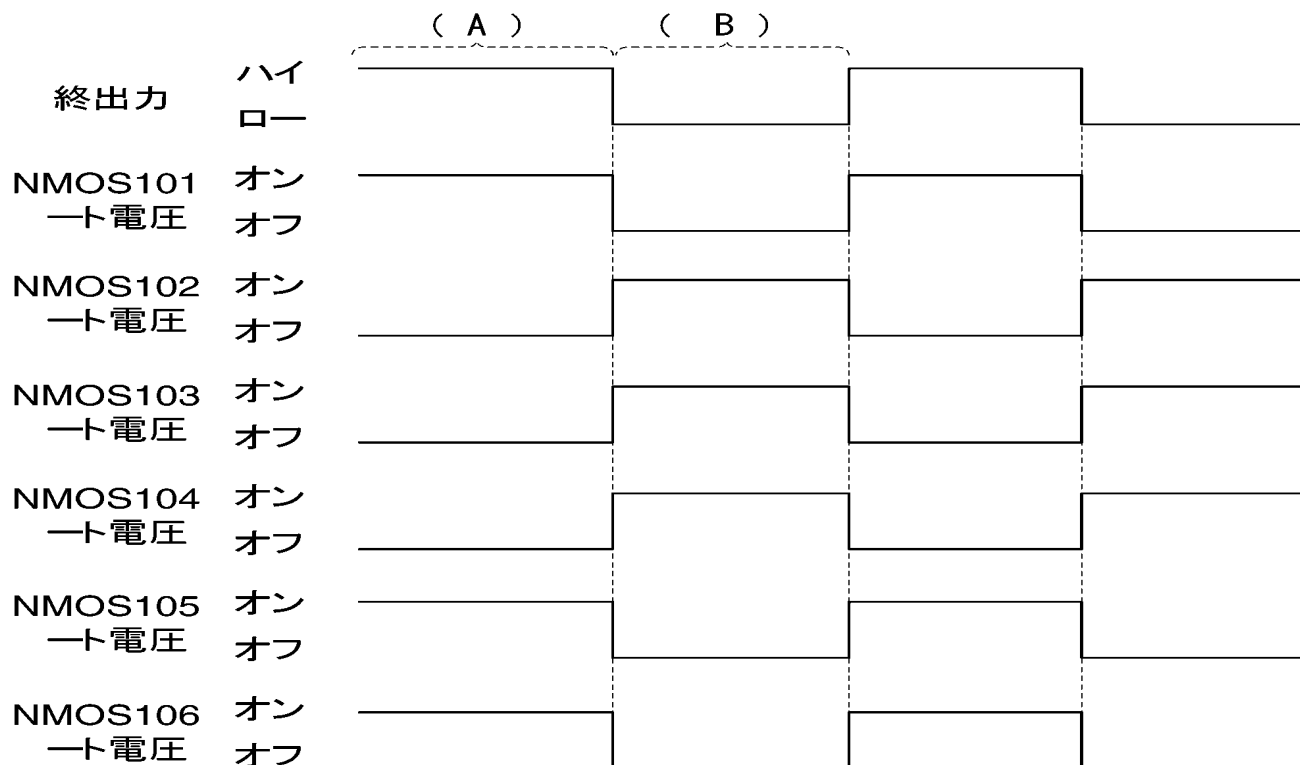 ( A ) ( B )
終出力 ハイ
ロー
NMOS101 オン
ート電圧 オフ
NMOS102 オン
ート電圧 オフ
NMOS103 オン
ート電圧 オフ
NMOS104 オン
ート電圧 オフ
NMOS105 オン
ート電圧 オフ
NMOS106 オン
ート電圧 オフ